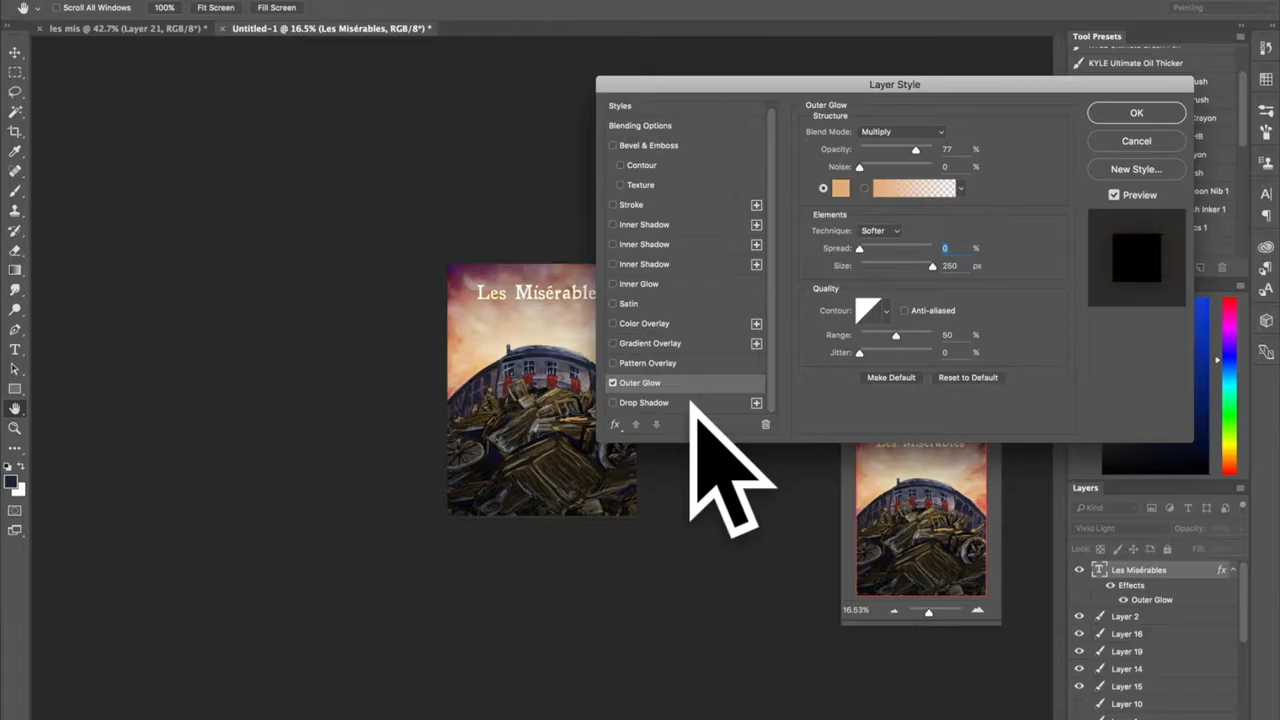 Scroll All Windows 100% Fit Screen Fill Screen Painting
les mis @ 42.7% (Layer 21, RGB/8*) * Untitled-1 @ 16.5% (Les Misérables, RGB/8*) *
Tool Presets
KYLE Ultimate Oil Thicker
Layer Style
Styles
Blending Options
Bevel & Emboss
Contour
Texture
Stroke
Inner Shadow
Inner Shadow
Inner Shadow
Inner Glow
Satin
Color Overlay
Gradient Overlay
Pattern Overlay
Outer Glow
Drop Shadow
fx
Outer Glow
Structure
Blend Mode: Multiply
Opacity: 77 %
Noise: 0 %
Elements
Technique: Softer
Spread: 0 %
Size: 250 px
Quality
Contour: Anti-aliased
Range: 50 %
Jitter: 0 %
Make Default Reset to Default
OK
Cancel
New Style...
Preview
Les Misérable
Les Misérables
16.53%
Layers
Kind
Vivid Light Opacity:
Lock: Fill:
Les Misérables fx
Effects
Outer Glow
Layer 2
Layer 16
Layer 19
Layer 14
Layer 15
Layer 10